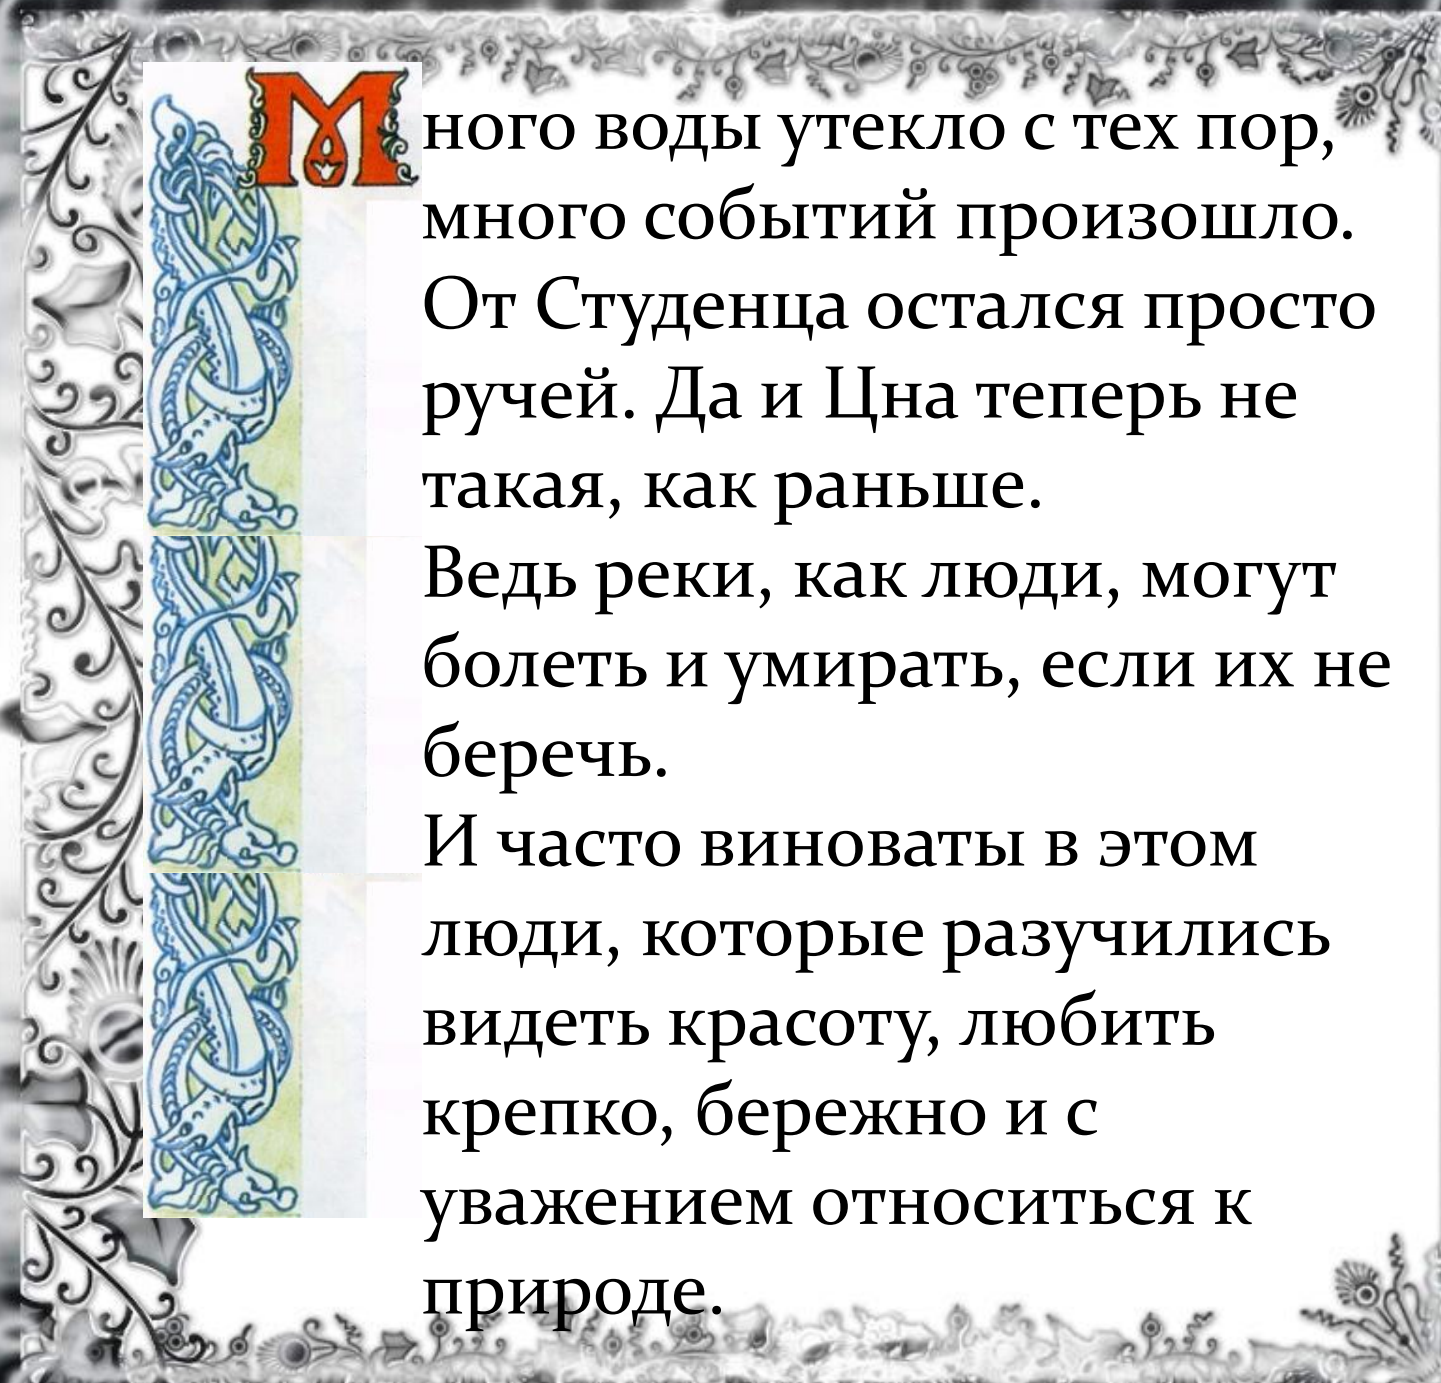 Много воды утекло с тех пор,
много событий произошло.
От Студенца остался просто
ручей. Да и Цна теперь не
такая, как раньше.
Ведь реки, как люди, могут
болеть и умирать, если их не
беречь.
И часто виноваты в этом
люди, которые разучились
видеть красоту, любить
крепко, бережно и с
уважением относиться к
природе.